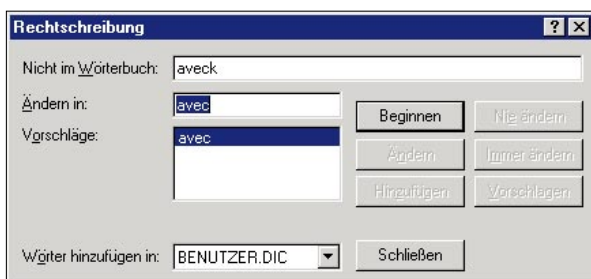 Rechtschreibung
Nicht im Wörterbuch: aveck
Ändern in: avec
Vorschläge: avec
Beginnen Nie ändern
Ändern Immer ändern
Hinzufügen Vorschlagen
Wörter hinzufügen in: BENUTZER.DIC Schließen